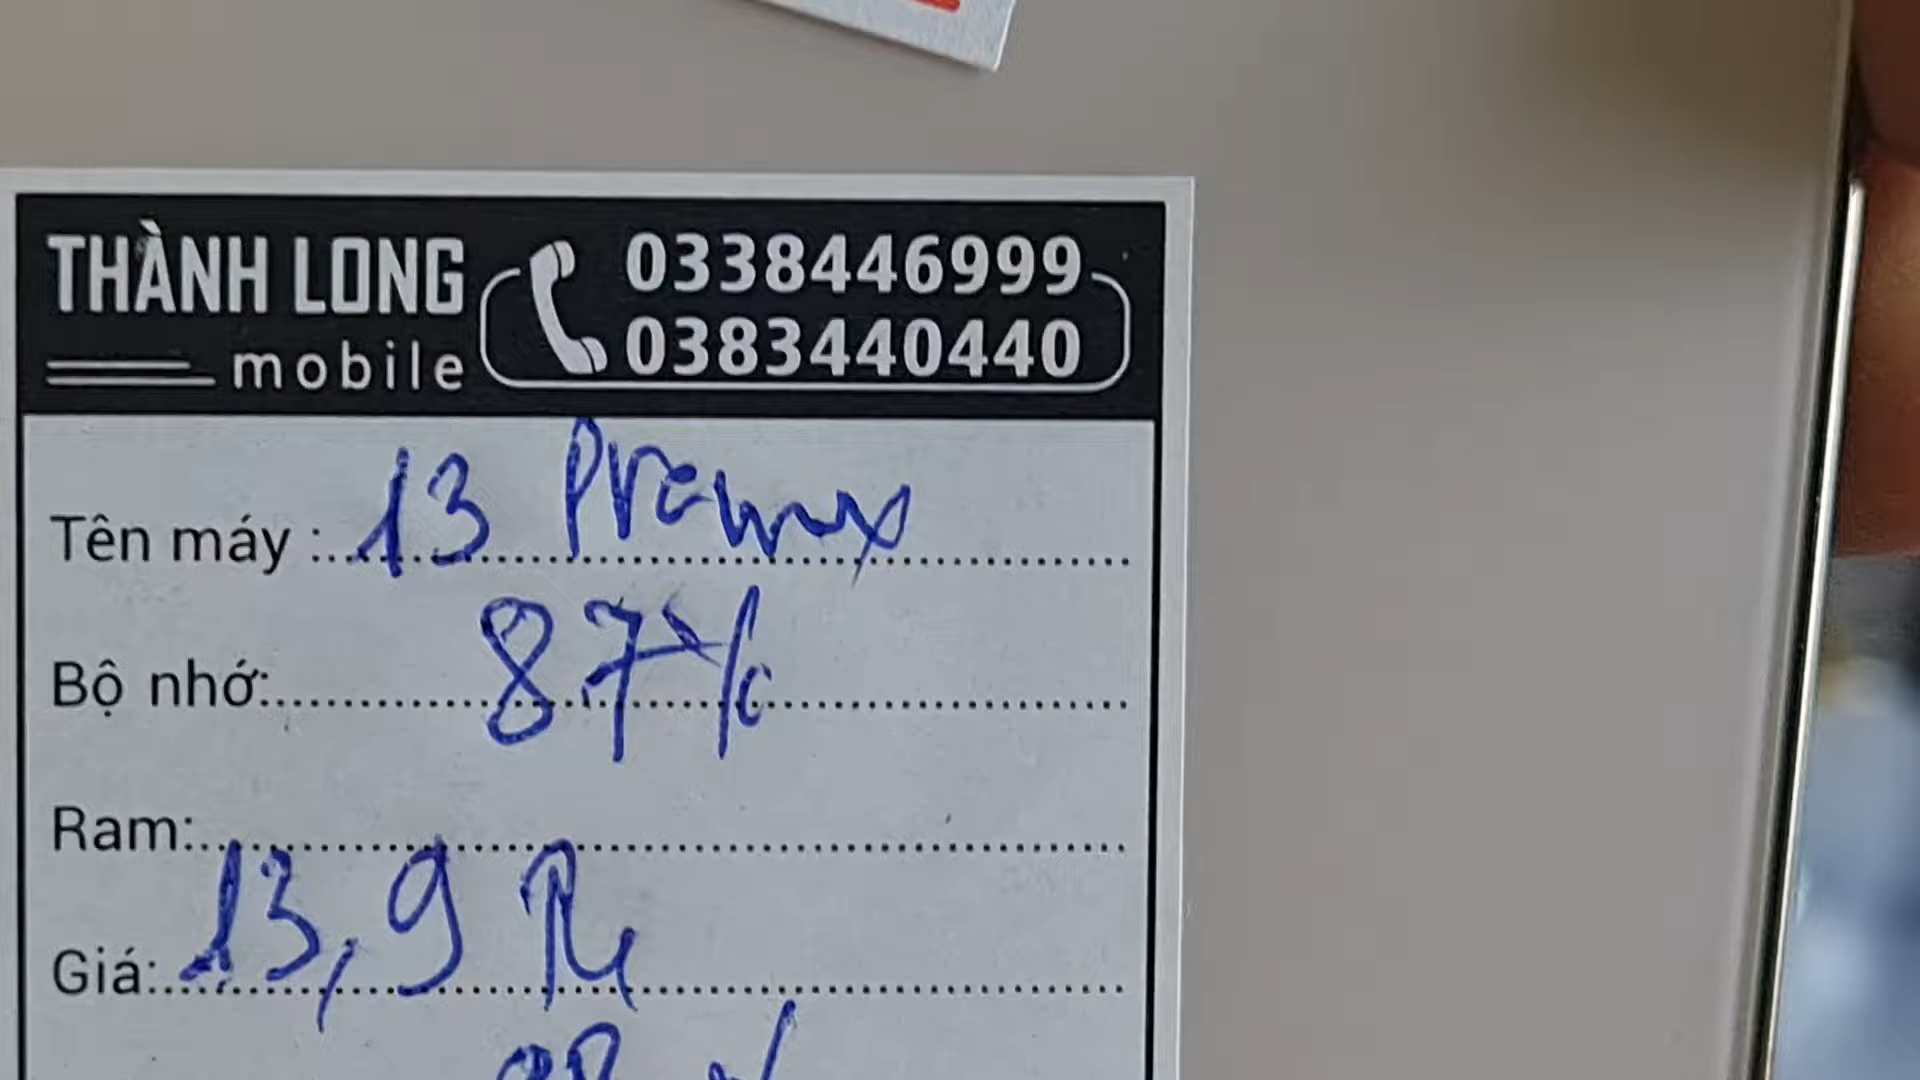 THÀNH LONG
mobile
0338446999
0383440440
Tên máy : 13 Promax
Bộ nhớ: 87%
Ram:
Giá: 13,9 Tr